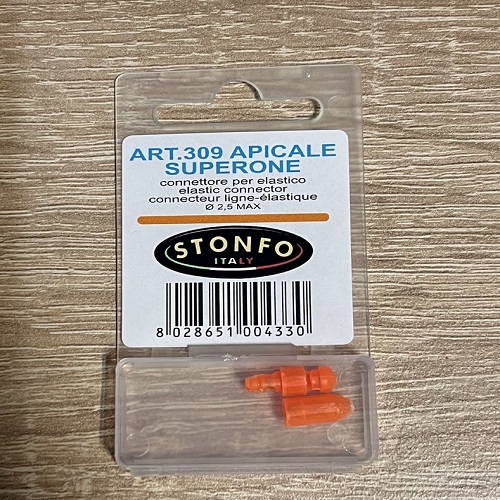 ART.309 APICALE
SUPERONE
connettore per elastico
elastic connector
connecteur ligne-élastique
Ø 2,5 MAX
STONFO
ITALY
8 028651 004330